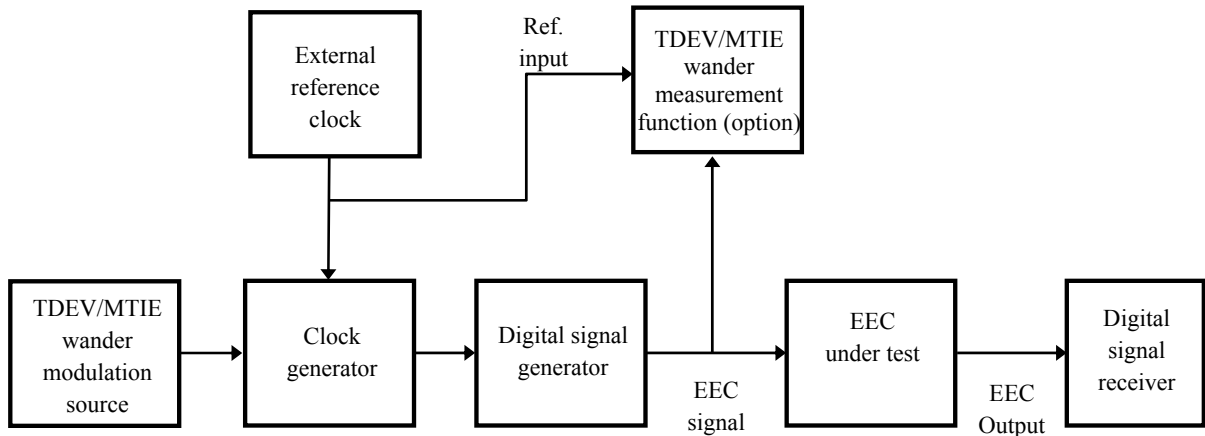 External
reference
clock
Ref.
input
TDEV/MTIE
wander
measurement
function (option)
TDEV/MTIE
wander
modulation
source
Clock
generator
Digital signal
generator
EEC
signal
EEC
under test
EEC
Output
Digital
signal
receiver